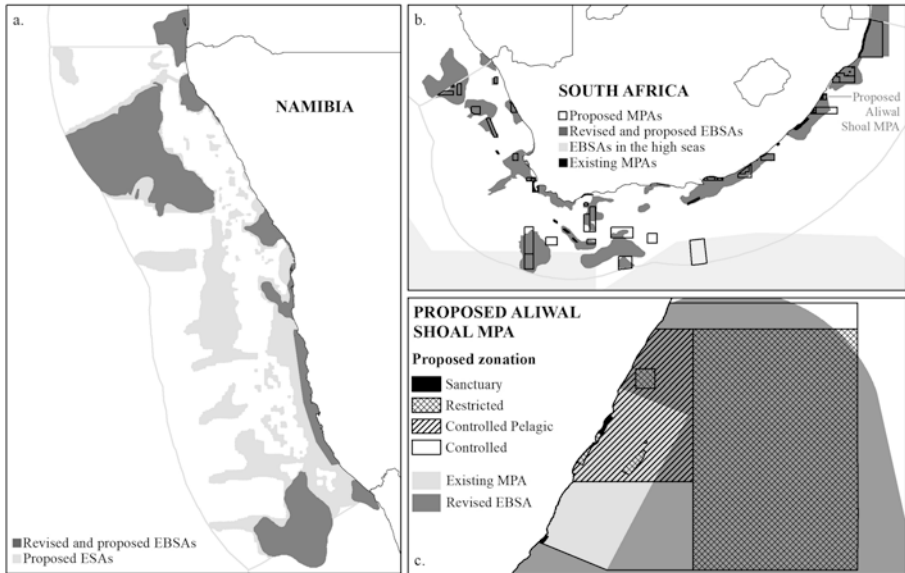 a.
NAMIBIA
Revised and proposed EBSAs
Proposed ESAs
b.
SOUTH AFRICA
Proposed MPAs
Revised and proposed EBSAs
EBSAs in the high seas
Existing MPAs
Proposed
Aliwal
Shoal MPA
PROPOSED ALIWAL
SHOAL MPA
Proposed zonation
Sanctuary
Restricted
Controlled Pelagic
Controlled
Existing MPA
Revised EBSA
c.